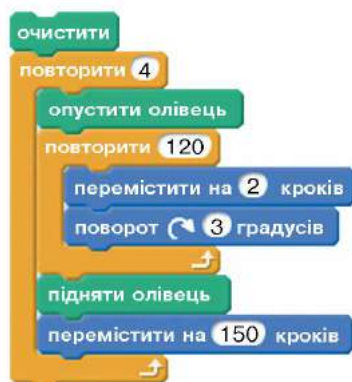 очистити
повторити 4
опустити олівець
повторити 120
перемістити на 2 кроків
поворот 3 градусів
підняти олівець
перемістити на 150 кроків